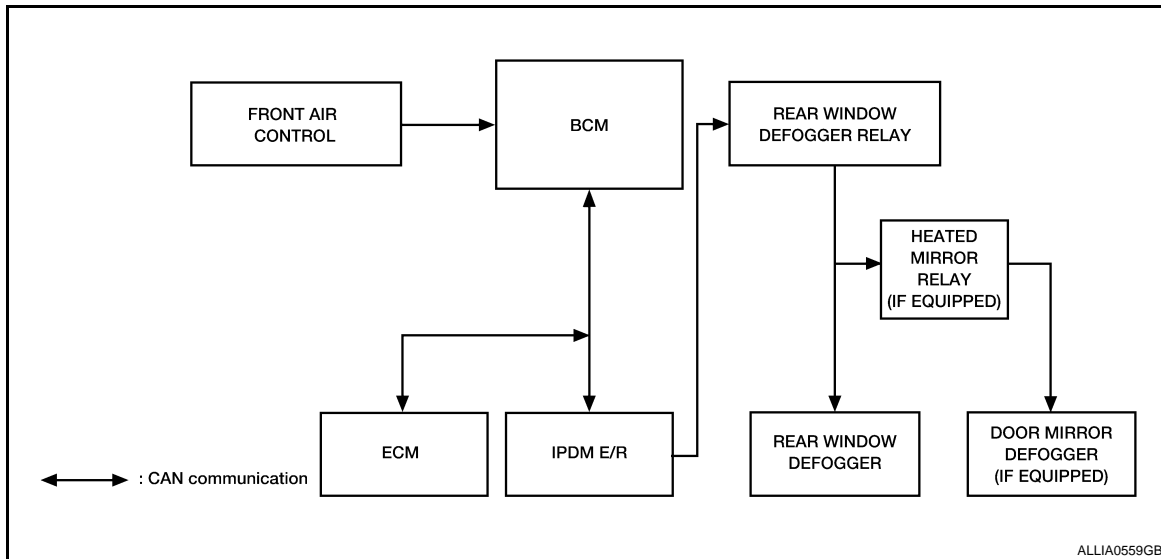 FRONT AIR
CONTROL
BCM
REAR WINDOW
DEFOGGER RELAY
HEATED
MIRROR
RELAY
(IF EQUIPPED)
ECM
IPDM E/R
REAR WINDOW
DEFOGGER
DOOR MIRROR
DEFOGGER
(IF EQUIPPED)
: CAN communication
ALLIA0559GB